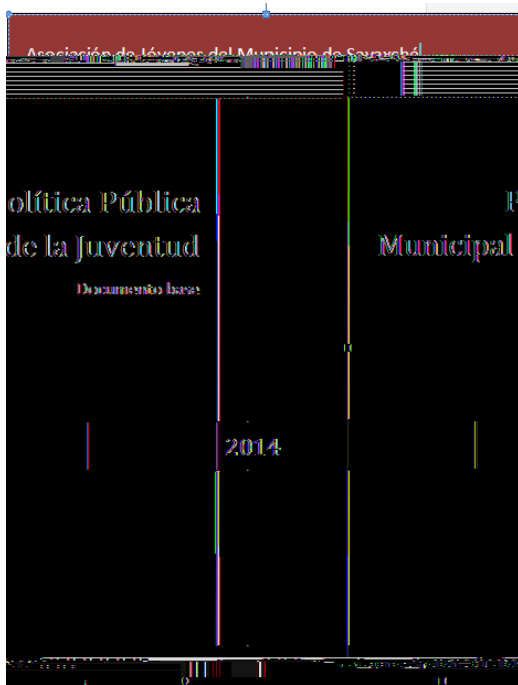 Asociación de Jóvenes del Municipio de Sayaxché
olítica Pública
de la Juventud
Municipal
Documento base
2014